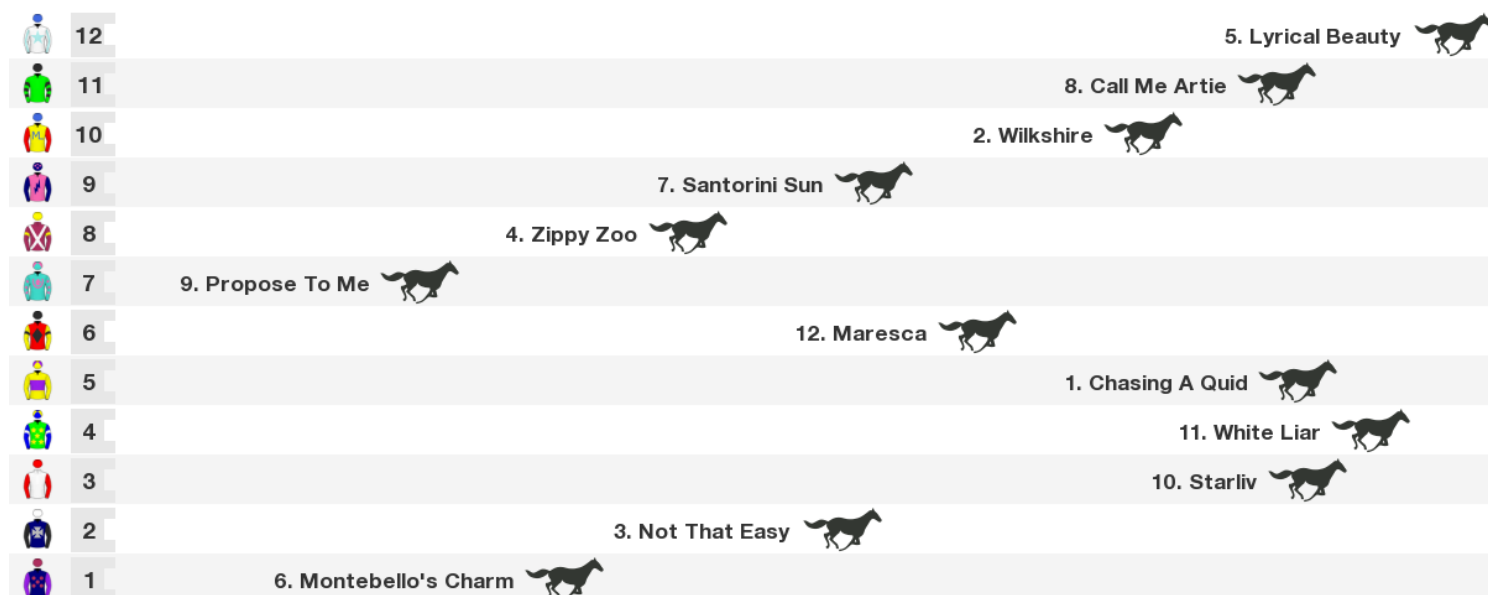 12 5. Lyrical Beauty
11 8. Call Me Artie
10 2. Wilkshire
9 7. Santorini Sun
8 4. Zippy Zoo
7 9. Propose To Me
6 12. Maresca
5 1. Chasing A Quid
4 11. White Liar
3 10. Starliv
2 3. Not That Easy
1 6. Montebello's Charm